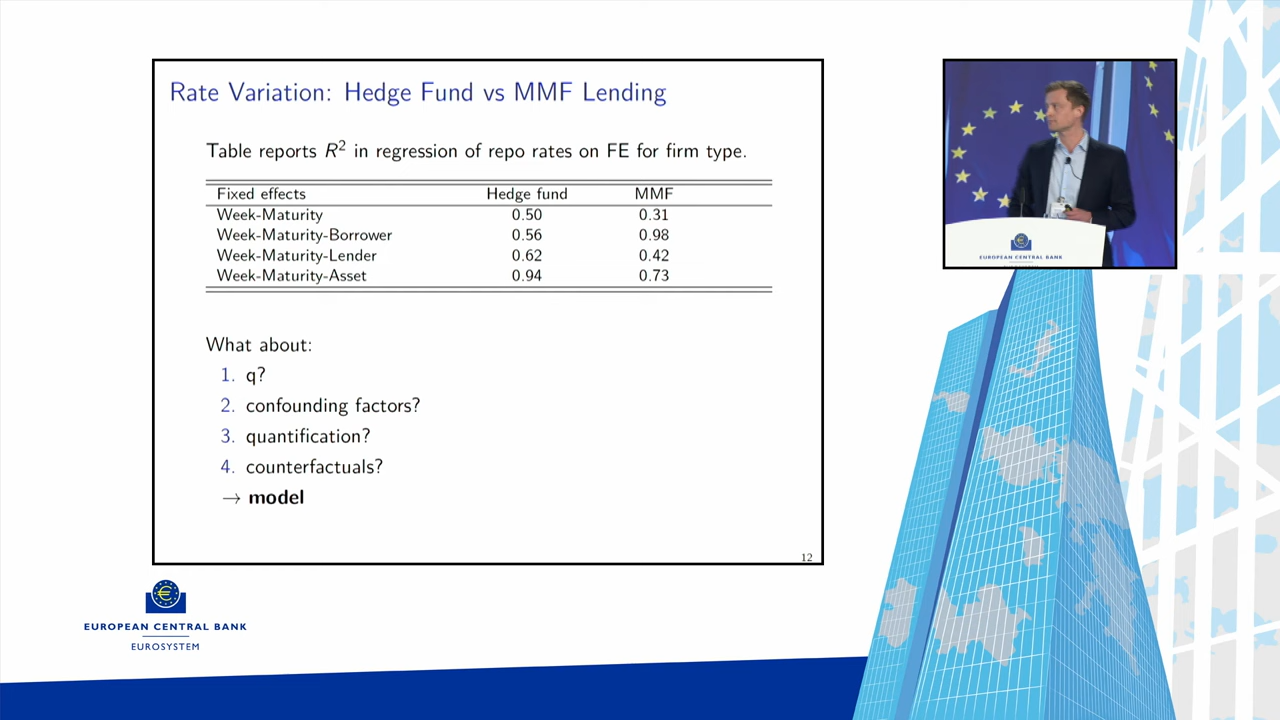 Rate Variation: Hedge Fund vs MMF Lending
Table reports R² in regression of repo rates on FE for firm type.
Fixed effects Hedge fund MMF
Week-Maturity 0.50 0.31
Week-Maturity-Borrower 0.56 0.98
Week-Maturity-Lender 0.62 0.42
Week-Maturity-Asset 0.94 0.73
What about:
1. q?
2. confounding factors?
3. quantification?
4. counterfactuals?
→ model
12
EUROPEAN CENTRAL BANK
EUROPEAN CENTRAL BANK
EUROSYSTEM